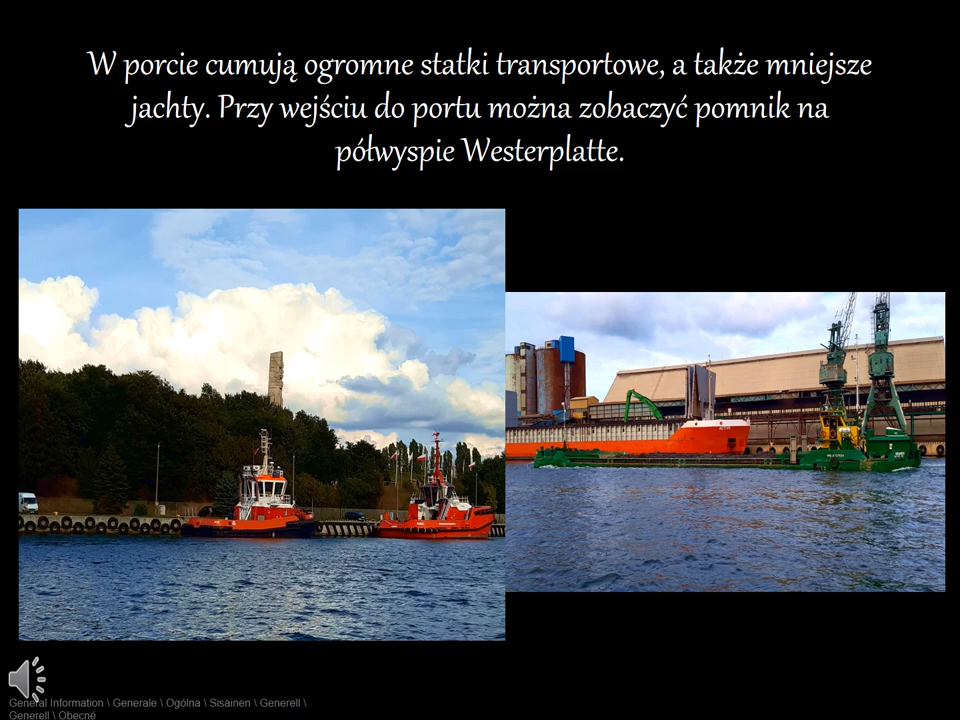 W porcie cumują ogromne statki transportowe, a także mniejsze
jachty. Przy wejściu do portu można zobaczyć pomnik na
półwyspie Westerplatte.
General Information \ Generale \ Ogólna \ Sisäinen \ Generell \
Generell \ Obecné